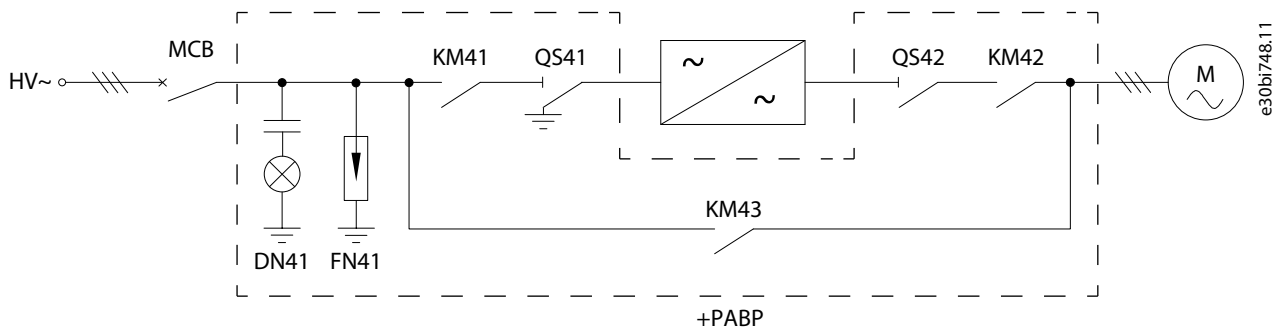 HV~
MCB
KM41
QS41
~
~
QS42
KM42
M
e30bi748.11
DN41
FN41
KM43
+PABP